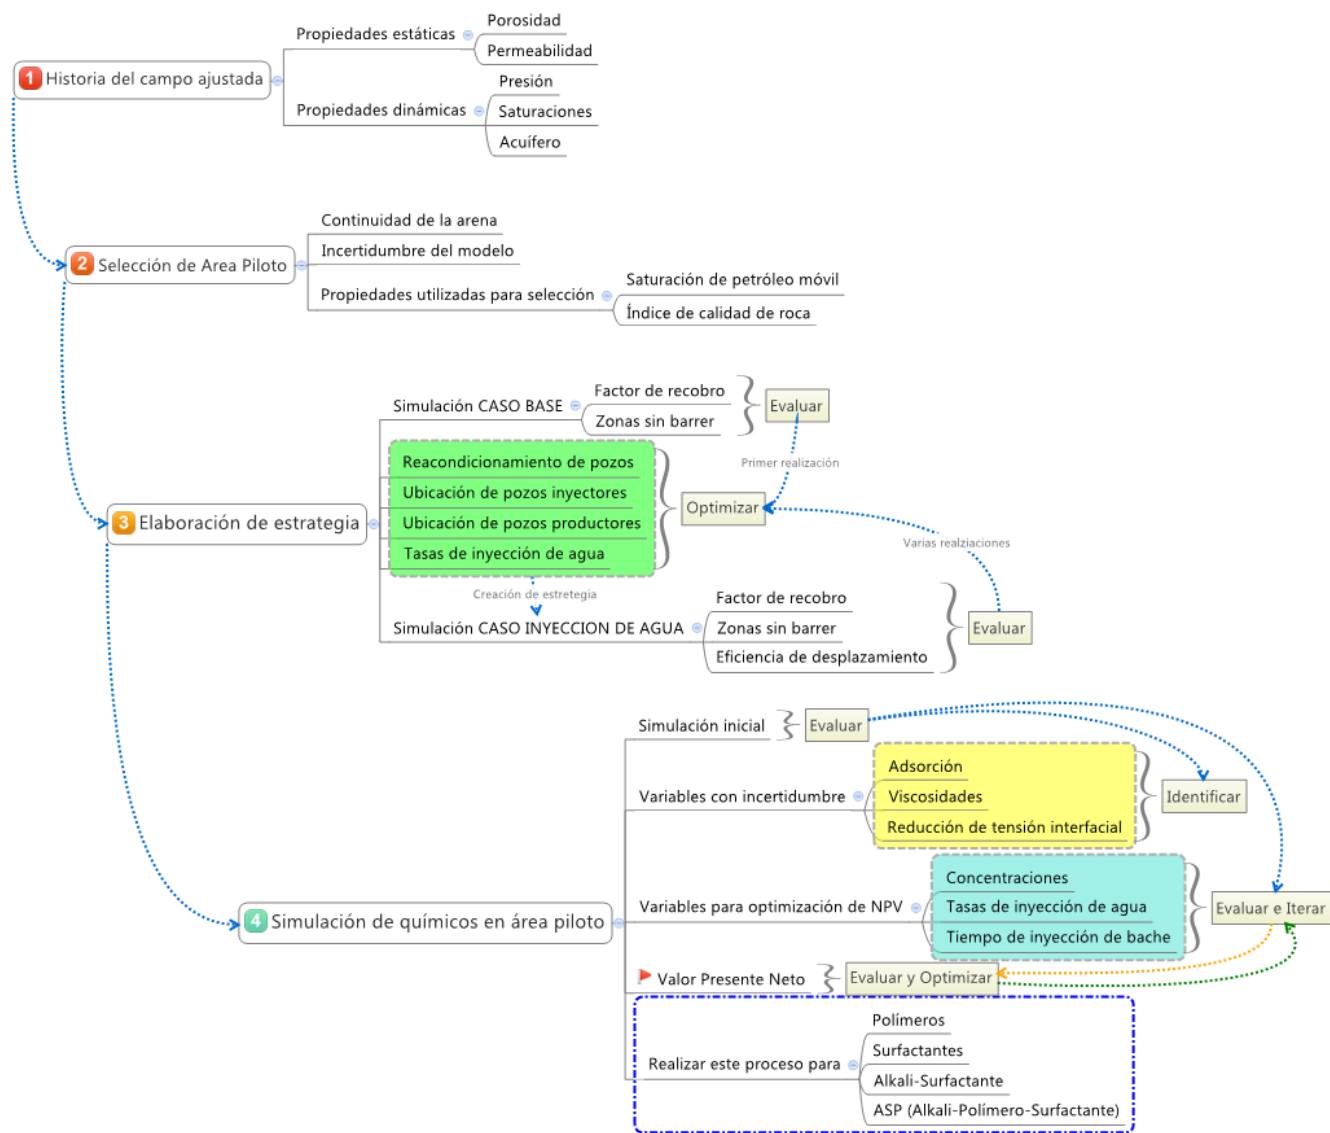 Porosidad
Propiedades estáticas
Permeabilidad
1 Historia del campo ajustada
Presión
Propiedades dinámicas
Saturaciones
Acuífero
Continuidad de la arena
Incertidumbre del modelo
2 Selección de Area Piloto
Saturación de petróleo móvil
Propiedades utilizadas para selección
Índice de calidad de roca
Factor de recobro
Simulación CASO BASE
Evaluar
Zonas sin barrer
Primer realización
Reacondicionamiento de pozos
Ubicación de pozos inyectores
Optimizar
Ubicación de pozos productores
3 Elaboración de estrategia
Tasas de inyección de agua
Varias realziaciones
Creación de estretegia
Factor de recobro
Simulación CASO INYECCION DE AGUA
Zonas sin barrer
Evaluar
Eficiencia de desplazamiento
Simulación inicial
Evaluar
Adsorción
Variables con incertidumbre
Viscosidades
Identificar
Reducción de tensión interfacial
Concentraciones
Variables para optimización de NPV
Tasas de inyección de agua
Evaluar e Iterar
Tiempo de inyección de bache
4 Simulación de químicos en área piloto
Valor Presente Neto
Evaluar y Optimizar
Polímeros
Surfactantes
Realizar este proceso para
Alkali-Surfactante
ASP (Alkali-Polímero-Surfactante)